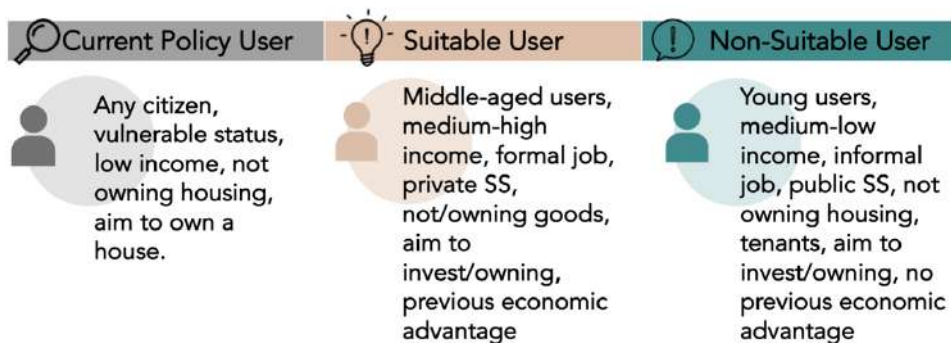 Current Policy User
Any citizen,
vulnerable status,
low income, not
owning housing,
aim to own a
house.
Suitable User
Middle-aged users,
medium-high
income, formal job,
private SS,
not/owning goods,
aim to
invest/owning,
previous economic
advantage
Non-Suitable User
Young users,
medium-low
income, informal
job, public SS, not
owning housing,
tenants, aim to
invest/owning, no
previous economic
advantage